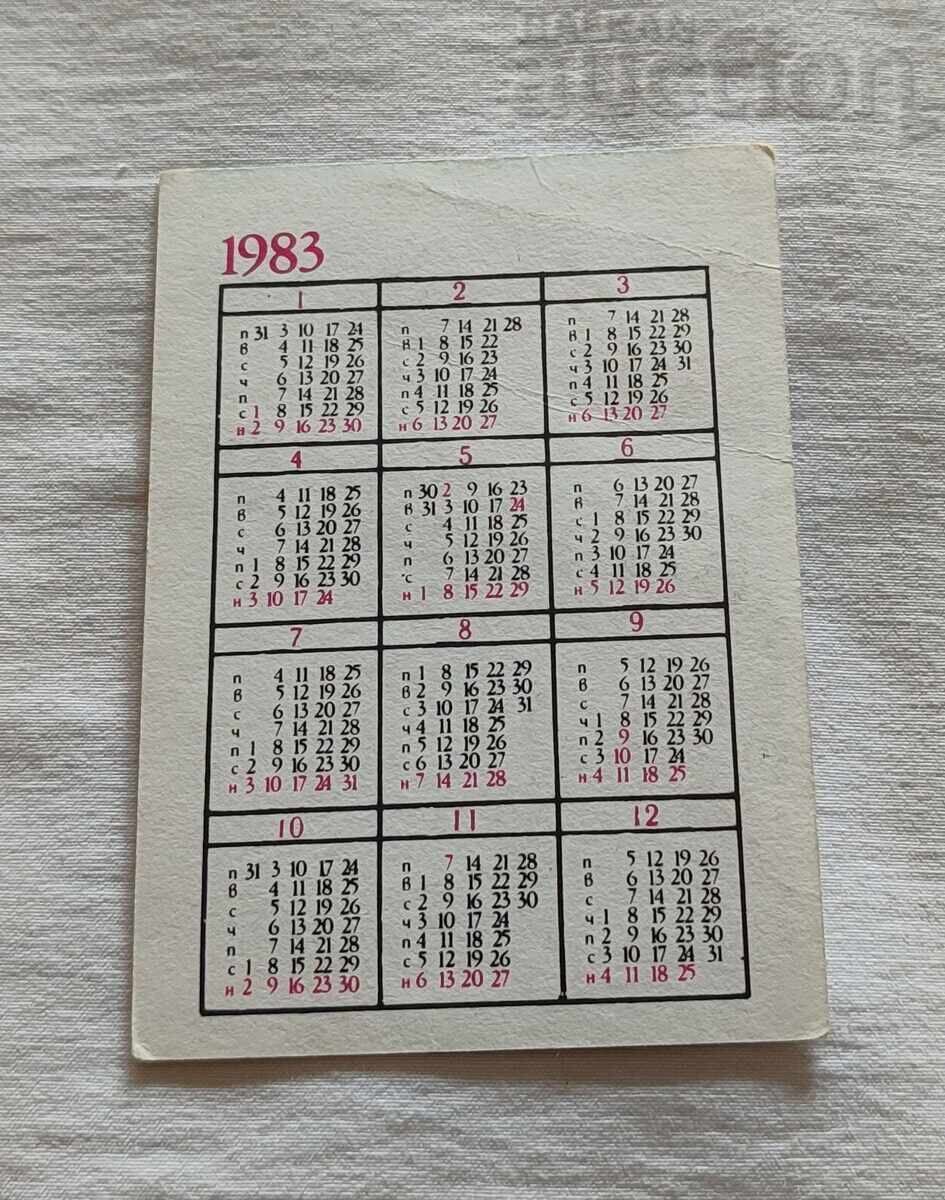 BALKAN
auction
1983
1 2 3
п 31 3 10 17 24
в 4 11 18 25
с 5 12 19 26
ч 6 13 20 27
п 7 14 21 28
с 1 8 15 22 29
н 2 9 16 23 30
п 7 14 21 28
в 1 8 15 22
с 2 9 16 23
ч 3 10 17 24
п 4 11 18 25
с 5 12 19 26
н 6 13 20 27
п 7 14 21 28
в 1 8 15 22 29
с 2 9 16 23 30
ч 3 10 17 24 31
п 4 11 18 25
с 5 12 19 26
н 6 13 20 27
4 5 6
п 4 11 18 25
в 5 12 19 26
с 6 13 20 27
ч 7 14 21 28
п 1 8 15 22 29
с 2 9 16 23 30
н 3 10 17 24
п 30 2 9 16 23
в 31 3 10 17 24
с 4 11 18 25
ч 5 12 19 26
п 6 13 20 27
с 7 14 21 28
н 1 8 15 22 29
п 6 13 20 27
в 7 14 21 28
с 1 8 15 22 29
ч 2 9 16 23 30
п 3 10 17 24
с 4 11 18 25
н 5 12 19 26
7 8 9
п 4 11 18 25
в 5 12 19 26
с 6 13 20 27
ч 7 14 21 28
п 1 8 15 22 29
с 2 9 16 23 30
н 3 10 17 24 31
п 1 8 15 22 29
в 2 9 16 23 30
с 3 10 17 24 31
ч 4 11 18 25
п 5 12 19 26
с 6 13 20 27
н 7 14 21 28
п 5 12 19 26
в 6 13 20 27
с 7 14 21 28
ч 1 8 15 22 29
п 2 9 16 23 30
с 3 10 17 24
н 4 11 18 25
10 11 12
п 31 3 10 17 24
в 4 11 18 25
с 5 12 19 26
ч 6 13 20 27
п 7 14 21 28
с 1 8 15 22 29
н 2 9 16 23 30
п 7 14 21 28
в 1 8 15 22 29
с 2 9 16 23 30
ч 3 10 17 24
п 4 11 18 25
с 5 12 19 26
н 6 13 20 27
п 5 12 19 26
в 6 13 20 27
с 7 14 21 28
ч 1 8 15 22 29
п 2 9 16 23 30
с 3 10 17 24 31
н 4 11 18 25